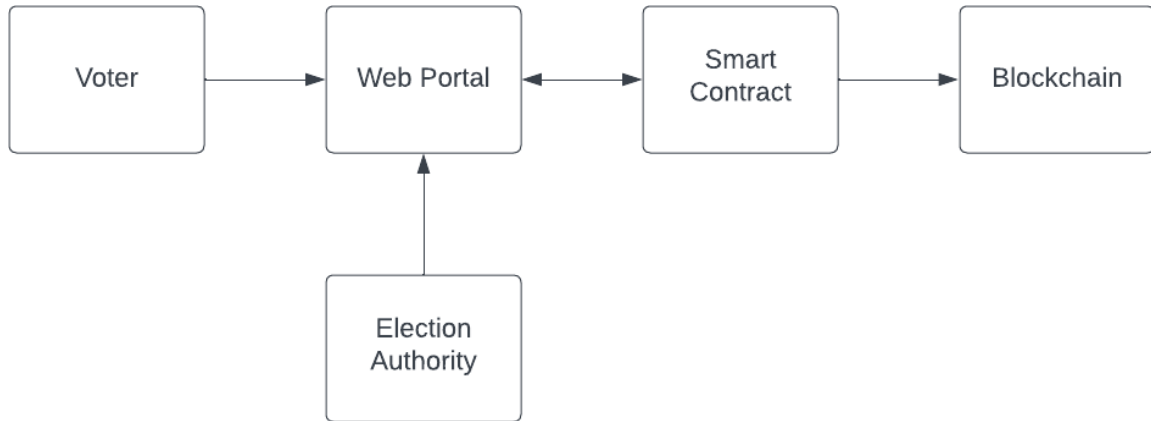 Voter
Web Portal
Smart
Contract
Blockchain
Election
Authority